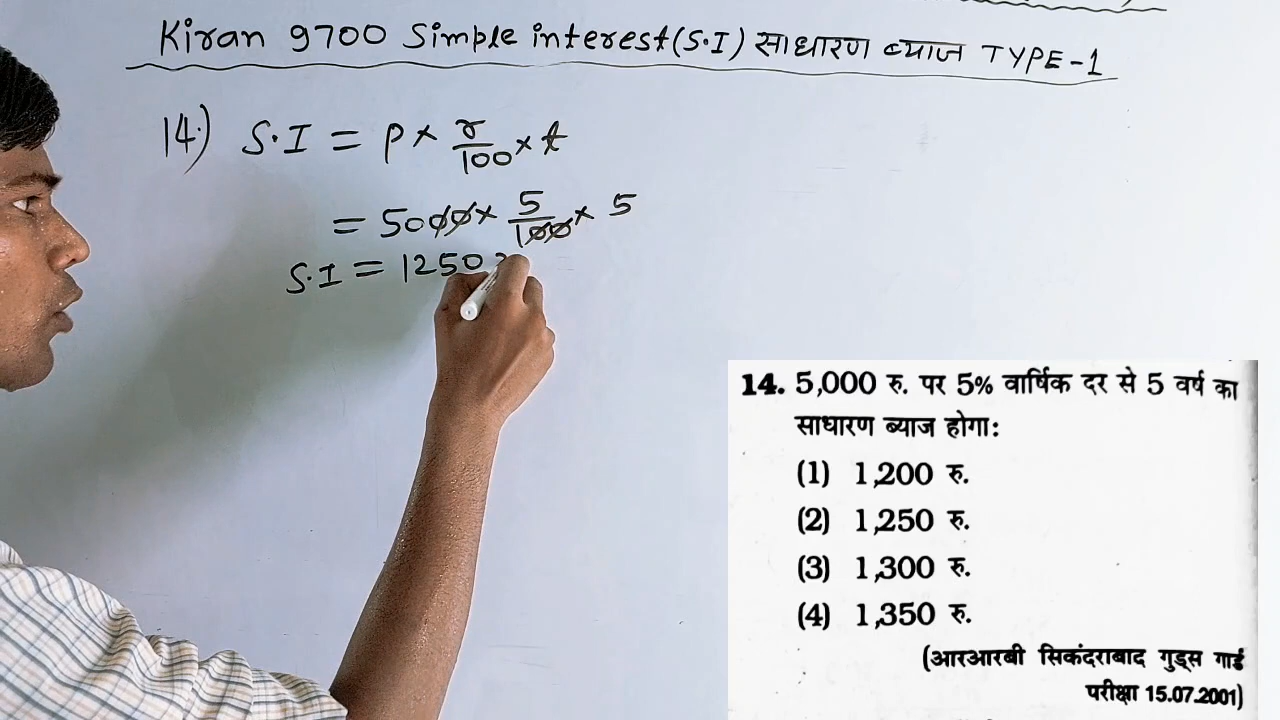 Kiran 9700 Simple interest (S.I) साधारण ब्याज TYPE-1
14.) S.I = P × r/100 × t
= 5000 × 5/100 × 5
S.I = 1250
14. 5,000 रु. पर 5% वार्षिक दर से 5 वर्ष का
साधारण ब्याज होगा:
(1) 1,200 रु.
(2) 1,250 रु.
(3) 1,300 रु.
(4) 1,350 रु.
(आरआरबी सिकंदराबाद गुड्स गार्ड
परीक्षा 15.07.2001)